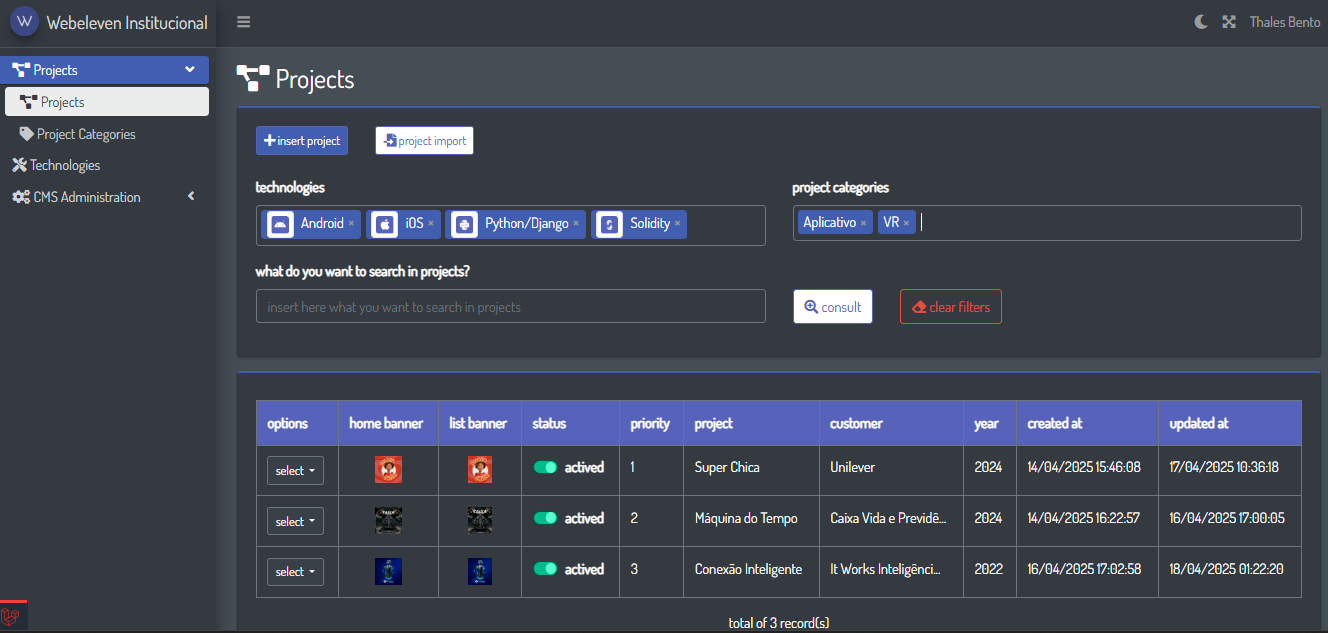 W Webeleven Institucional
Thales Bento
Projects
Projects
Project Categories
Technologies
CMS Administration
Projects
insert project
project import
technologies
project categories
Android × iOS × Python/Django × Solidity ×
Aplicativo × VR ×
what do you want to search in projects?
insert here what you want to search in projects
consult
clear filters
options home banner list banner status priority project customer year created at updated at
select actived 1 Super Chica Unilever 2024 14/04/2025 15:46:08 17/04/2025 10:36:18
select actived 2 Máquina do Tempo Caixa Vida e Previdê... 2024 14/04/2025 16:22:57 16/04/2025 17:00:05
select actived 3 Conexão Inteligente It Works Inteligênci... 2022 16/04/2025 17:02:58 18/04/2025 01:22:20
total of 3 record(s)